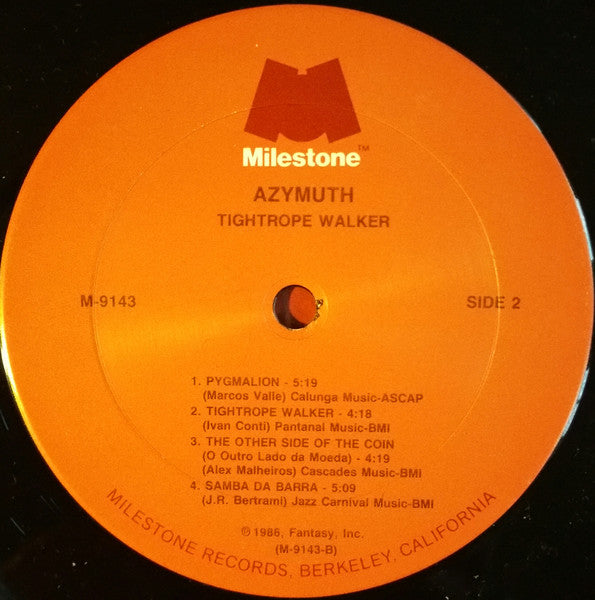 Milestone™
AZYMUTH
TIGHTROPE WALKER
M-9143
SIDE 2
1. PYGMALION - 5:19
(Marcos Valle) Calunga Music-ASCAP
2. TIGHTROPE WALKER - 4:18
(Ivan Conti) Pantanal Music-BMI
3. THE OTHER SIDE OF THE COIN
(O Outro Lado da Moeda) - 4:19
(Alex Malheiros) Cascades Music-BMI
4. SAMBA DA BARRA - 5:09
(J.R. Bertrami) Jazz Carnival Music-BMI
℗ 1986, Fantasy, Inc.
(M-9143-B)
MILESTONE RECORDS, BERKELEY, CALIFORNIA